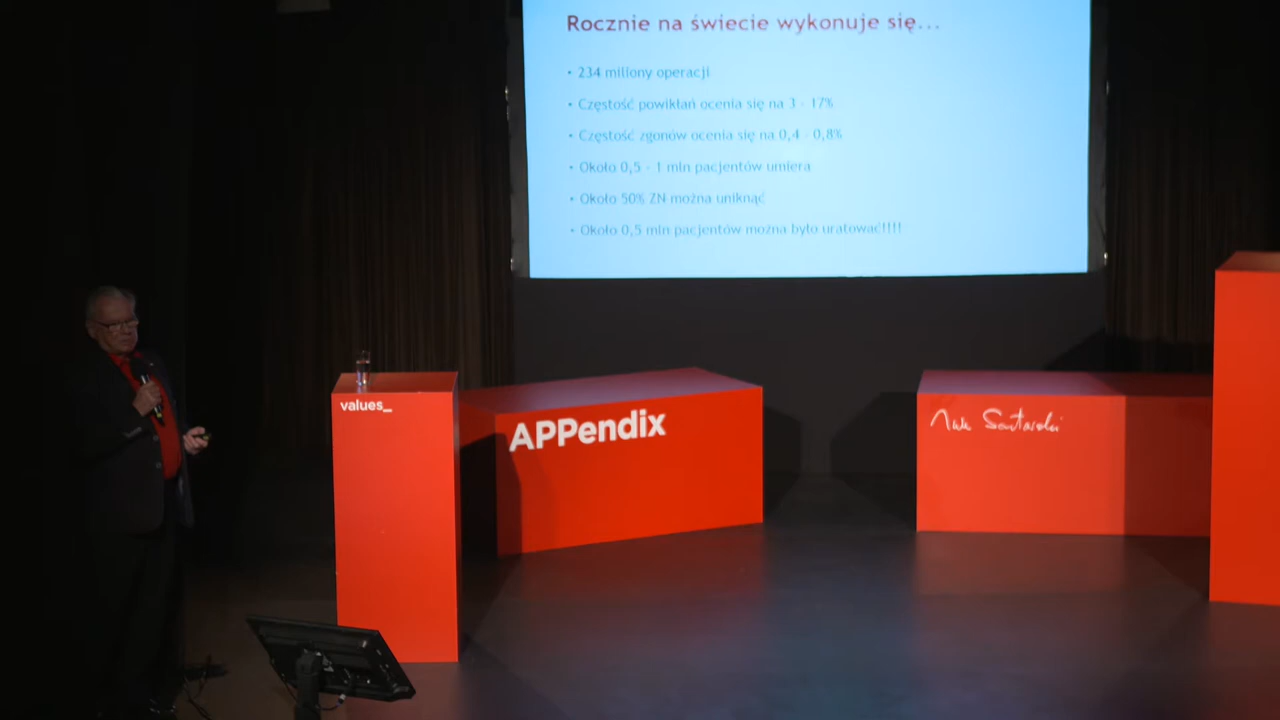 Rocznie na świecie wykonuje się...
• 234 miliony operacji
• Częstość powikłań ocenia się na 3 - 17%
• Częstość zgonów ocenia się na 0,4 - 0,8%
• Około 0,5 - 1 mln pacjentów umiera
• Około 50% ZN można uniknąć
• Około 0,5 mln pacjentów można było uratować!!!!
values_
APPendix